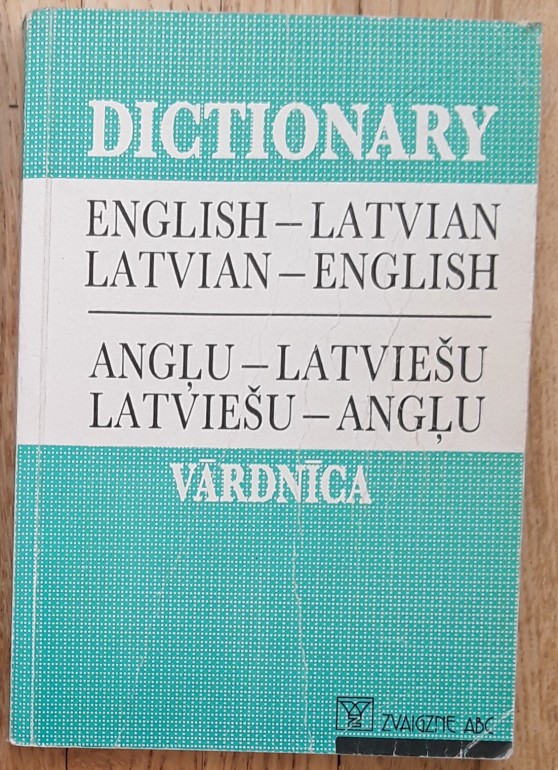 DICTIONARY
ENGLISH – LATVIAN
LATVIAN – ENGLISH
ANGĻU – LATVIEŠU
LATVIEŠU – ANGĻU
VĀRDNĪCA
ZVAIGZNE ABC